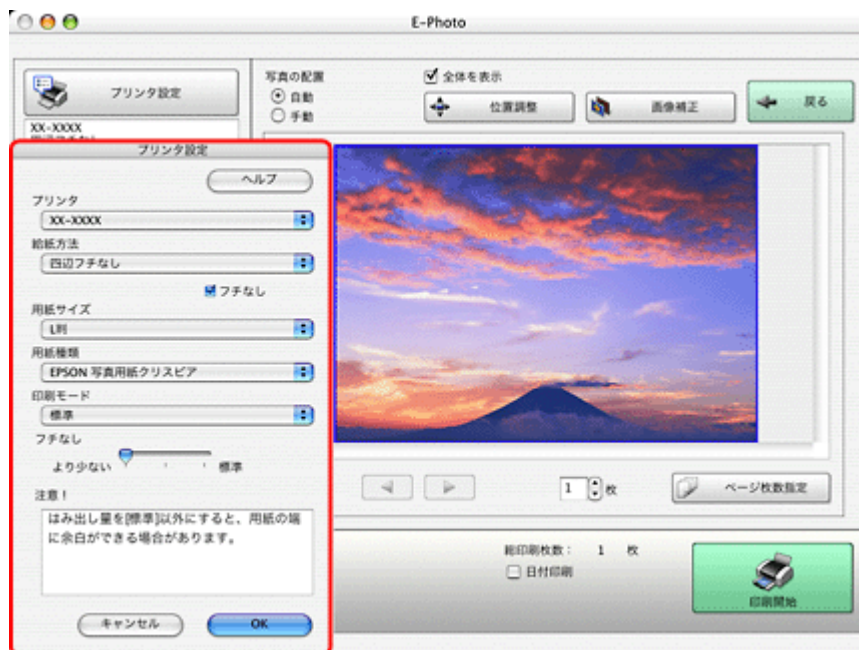 E-Photo
プリンタ設定
XX-XXXX
写真の配置
自動
手動
全体を表示
位置調整
画像補正
戻る
プリンタ設定
ヘルプ
プリンタ
XX-XXXX
給紙方法
四辺フチなし
フチなし
用紙サイズ
L判
用紙種類
EPSON 写真用紙クリスピア
印刷モード
標準
フチなし
より少ない 標準
注意!
はみ出し量を[標準]以外にすると、用紙の端
に余白ができる場合があります。
キャンセル
OK
1 枚
ページ枚数指定
総印刷枚数: 1 枚
日付印刷
印刷開始